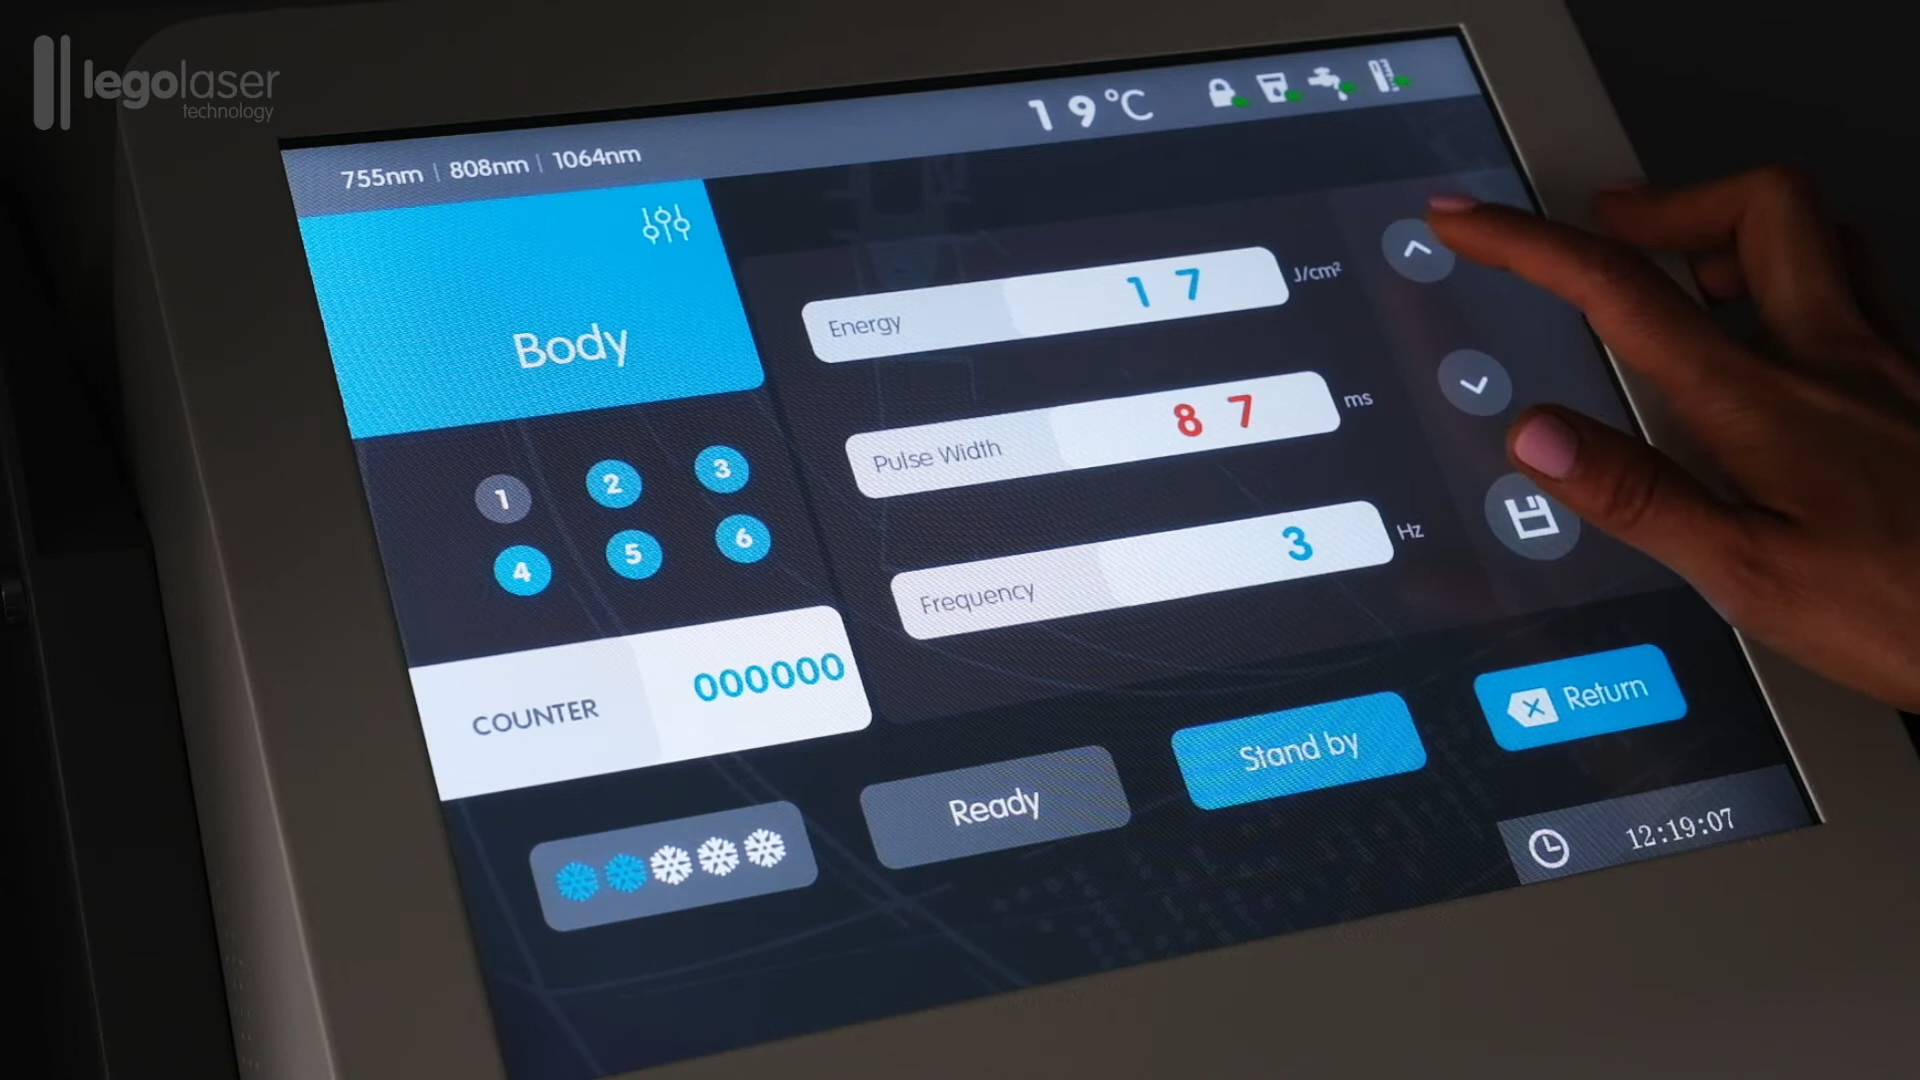 legolaser
technology
19°C
755nm | 808nm | 1064nm
Body
Energy 17 J/cm²
Pulse Width 87 ms
Frequency 3 Hz
1 2 3
4 5 6
COUNTER 000000
Ready
Stand by
Return
12:19:07